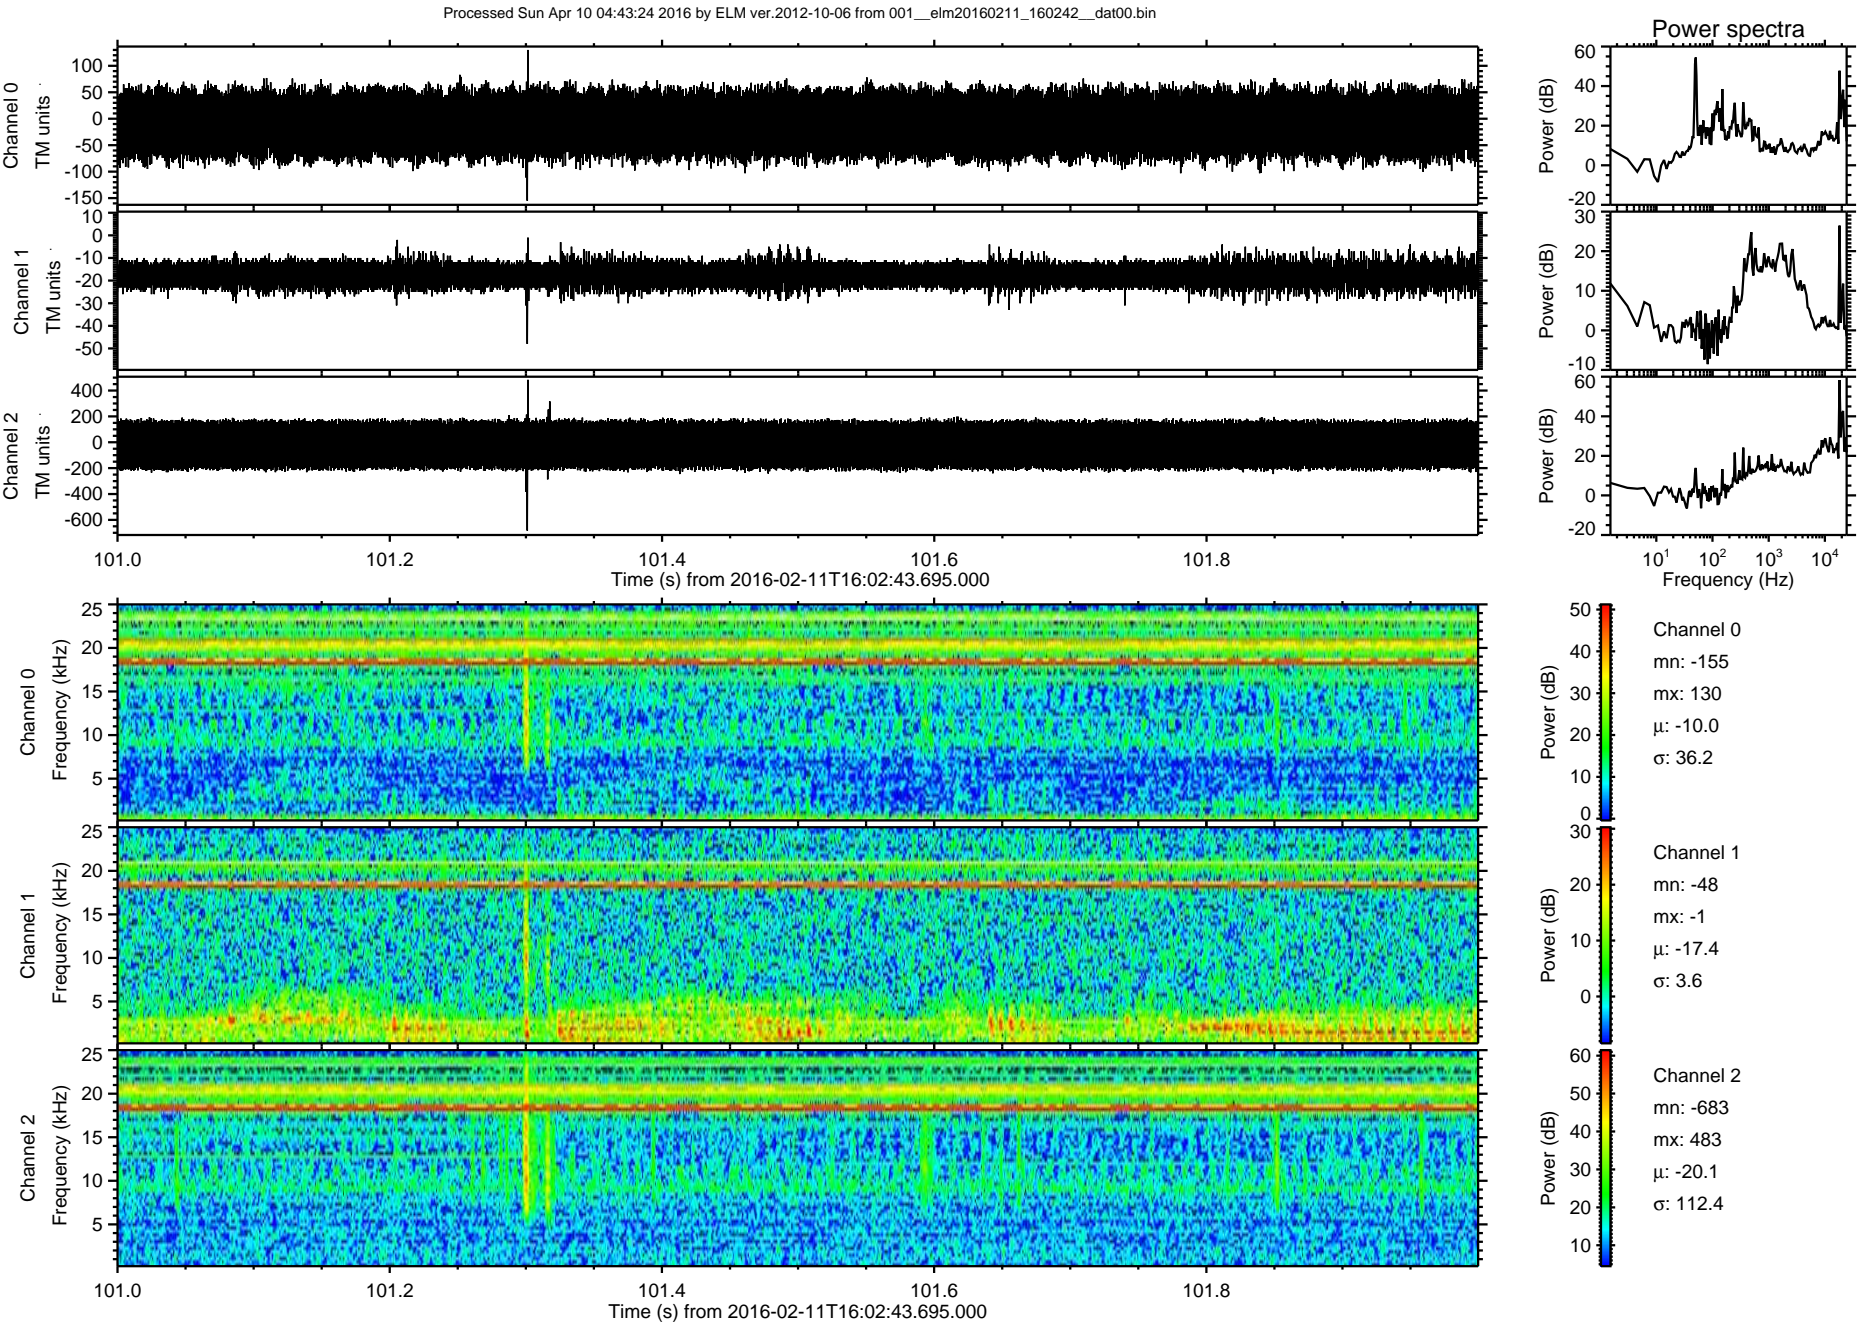 Processed Sun Apr 10 04:43:24 2016 by ELM ver.2012-10-06 from 001__elm20160211_160242__dat00.bin
Power spectra
Channel 0
TM units
100
50
0
-50
-100
-150
Power (dB)
60
40
20
0
-20
Channel 1
TM units
10
0
-10
-20
-30
-40
-50
Power (dB)
30
20
10
0
-10
Channel 2
TM units
400
200
0
-200
-400
-600
Power (dB)
60
40
20
0
-20
101.0 101.2 101.4 101.6 101.8
Time (s) from 2016-02-11T16:02:43.695.000
10^1 10^2 10^3 10^4
Frequency (Hz)
Channel 0
Frequency (kHz)
25
20
15
10
5
Power (dB)
50
40
30
20
10
0
Channel 0
mn: -155
mx: 130
μ: -10.0
σ: 36.2
Channel 1
Frequency (kHz)
25
20
15
10
5
Power (dB)
30
20
10
0
Channel 1
mn: -48
mx: -1
μ: -17.4
σ: 3.6
Channel 2
Frequency (kHz)
25
20
15
10
5
Power (dB)
60
50
40
30
20
10
Channel 2
mn: -683
mx: 483
μ: -20.1
σ: 112.4
101.0 101.2 101.4 101.6 101.8
Time (s) from 2016-02-11T16:02:43.695.000